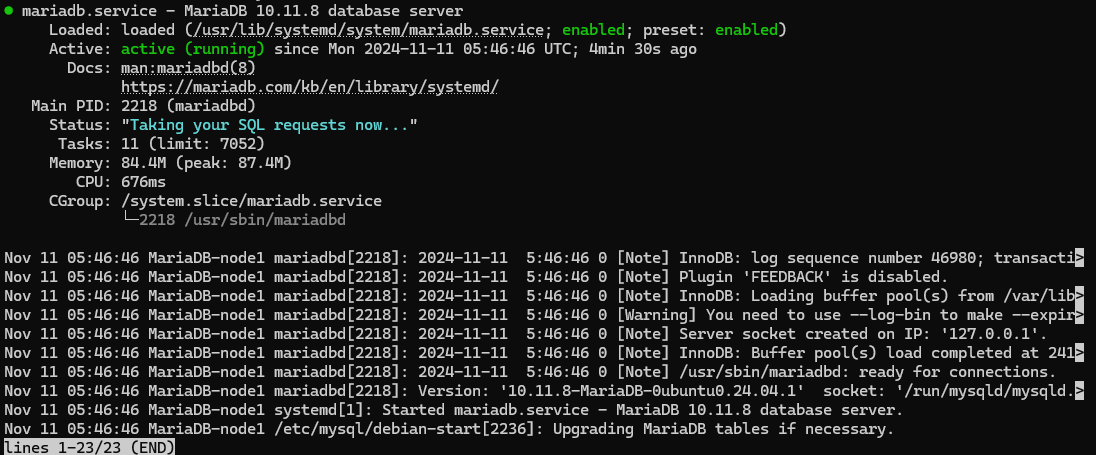 ● mariadb.service - MariaDB 10.11.8 database server
Loaded: loaded (/usr/lib/systemd/system/mariadb.service; enabled; preset: enabled)
Active: active (running) since Mon 2024-11-11 05:46:46 UTC; 4min 30s ago
Docs: man:mariadbd(8)
https://mariadb.com/kb/en/library/systemd/
Main PID: 2218 (mariadbd)
Status: "Taking your SQL requests now..."
Tasks: 11 (limit: 7052)
Memory: 84.4M (peak: 87.4M)
CPU: 676ms
CGroup: /system.slice/mariadb.service
└─2218 /usr/sbin/mariadbd
Nov 11 05:46:46 MariaDB-node1 mariadbd[2218]: 2024-11-11  5:46:46 0 [Note] InnoDB: log sequence number 46980; transacti>
Nov 11 05:46:46 MariaDB-node1 mariadbd[2218]: 2024-11-11  5:46:46 0 [Note] Plugin 'FEEDBACK' is disabled.
Nov 11 05:46:46 MariaDB-node1 mariadbd[2218]: 2024-11-11  5:46:46 0 [Note] InnoDB: Loading buffer pool(s) from /var/lib>
Nov 11 05:46:46 MariaDB-node1 mariadbd[2218]: 2024-11-11  5:46:46 0 [Warning] You need to use --log-bin to make --expir>
Nov 11 05:46:46 MariaDB-node1 mariadbd[2218]: 2024-11-11  5:46:46 0 [Note] Server socket created on IP: '127.0.0.1'.
Nov 11 05:46:46 MariaDB-node1 mariadbd[2218]: 2024-11-11  5:46:46 0 [Note] InnoDB: Buffer pool(s) load completed at 241>
Nov 11 05:46:46 MariaDB-node1 mariadbd[2218]: 2024-11-11  5:46:46 0 [Note] /usr/sbin/mariadbd: ready for connections.
Nov 11 05:46:46 MariaDB-node1 mariadbd[2218]: Version: '10.11.8-MariaDB-0ubuntu0.24.04.1'  socket: '/run/mysqld/mysqld.>
Nov 11 05:46:46 MariaDB-node1 systemd[1]: Started mariadb.service - MariaDB 10.11.8 database server.
Nov 11 05:46:46 MariaDB-node1 /etc/mysql/debian-start[2236]: Upgrading MariaDB tables if necessary.
lines 1-23/23 (END)